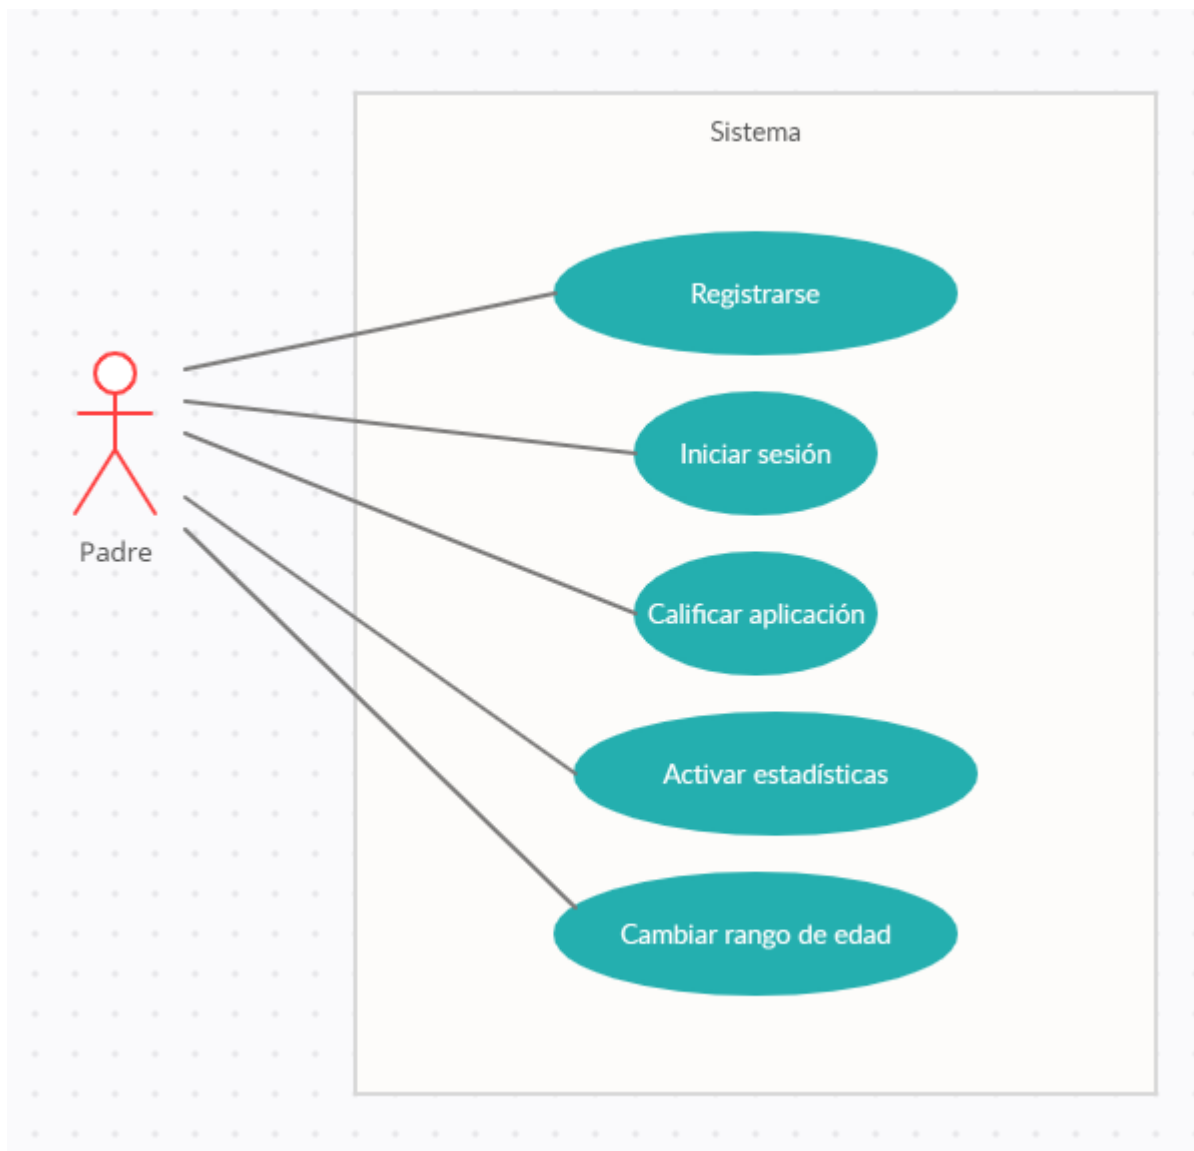 Sistema
Registrarse
Iniciar sesión
Calificar aplicación
Padre
Activar estadísticas
Cambiar rango de edad